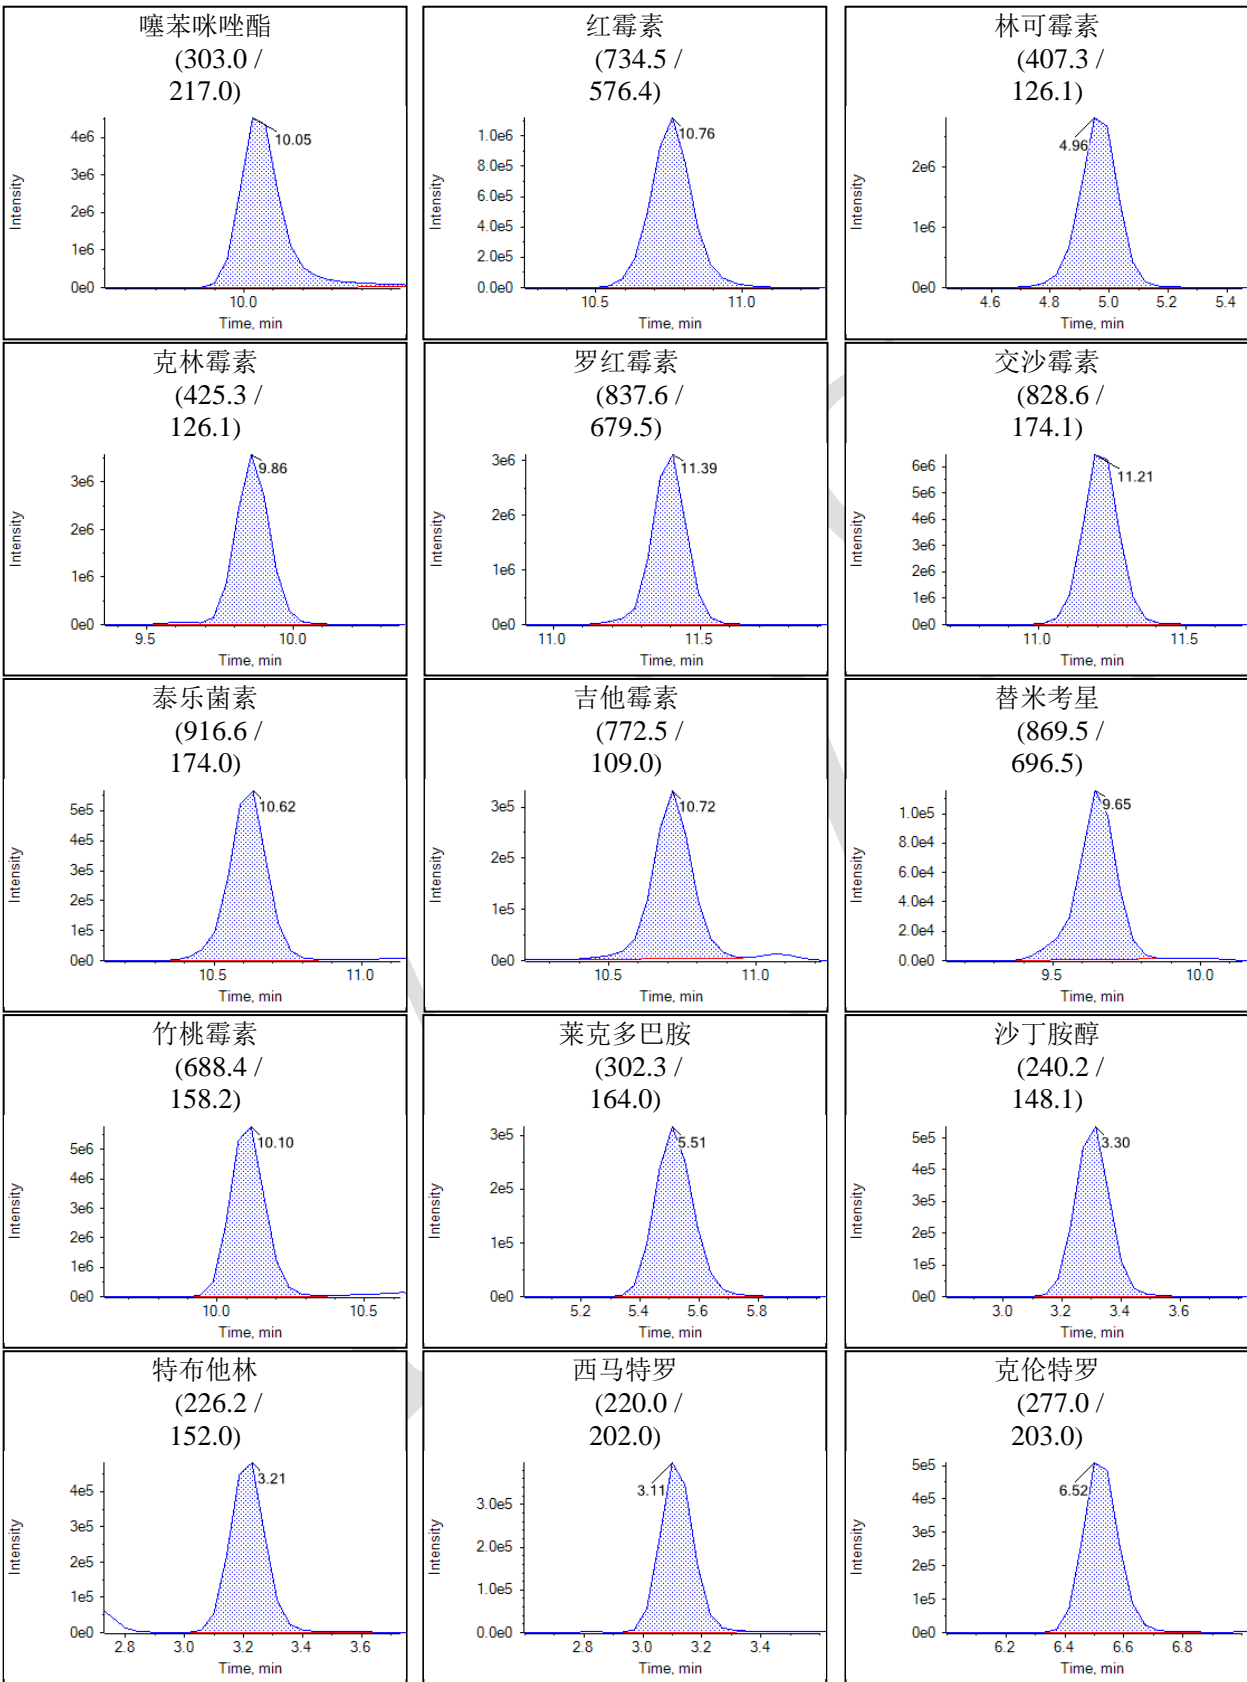 噻苯咪唑酯
(303.0 /
217.0)
4e6
3e6
2e6
1e6
0e0
10.05
10.0
Intensity
Time, min
红霉素
(734.5 /
576.4)
1.0e6
8.0e5
6.0e5
4.0e5
2.0e5
0.0e0
10.76
10.5 11.0
Intensity
Time, min
林可霉素
(407.3 /
126.1)
2e6
1e6
0e0
4.96
4.6 4.8 5.0 5.2 5.4
Intensity
Time, min
克林霉素
(425.3 /
126.1)
3e6
2e6
1e6
0e0
9.86
9.5 10.0
Intensity
Time, min
罗红霉素
(837.6 /
679.5)
3e6
2e6
1e6
0e0
11.39
11.0 11.5
Intensity
Time, min
交沙霉素
(828.6 /
174.1)
6e6
5e6
4e6
3e6
2e6
1e6
0e0
11.21
11.0 11.5
Intensity
Time, min
泰乐菌素
(916.6 /
174.0)
5e5
4e5
3e5
2e5
1e5
0e0
10.62
10.5 11.0
Intensity
Time, min
吉他霉素
(772.5 /
109.0)
3e5
2e5
1e5
0e0
10.72
10.5 11.0
Intensity
Time, min
替米考星
(869.5 /
696.5)
1.0e5
8.0e4
6.0e4
4.0e4
2.0e4
0.0e0
9.65
9.5 10.0
Intensity
Time, min
竹桃霉素
(688.4 /
158.2)
5e6
4e6
3e6
2e6
1e6
0e0
10.10
10.0 10.5
Intensity
Time, min
莱克多巴胺
(302.3 /
164.0)
3e5
2e5
1e5
0e0
5.51
5.2 5.4 5.6 5.8
Intensity
Time, min
沙丁胺醇
(240.2 /
148.1)
5e5
4e5
3e5
2e5
1e5
0e0
3.30
3.0 3.2 3.4 3.6
Intensity
Time, min
特布他林
(226.2 /
152.0)
4e5
3e5
2e5
1e5
0e0
3.21
2.8 3.0 3.2 3.4 3.6
Intensity
Time, min
西马特罗
(220.0 /
202.0)
3.0e5
2.0e5
1.0e5
0.0e0
3.11
2.8 3.0 3.2 3.4
Intensity
Time, min
克伦特罗
(277.0 /
203.0)
5e5
4e5
3e5
2e5
1e5
0e0
6.52
6.2 6.4 6.6 6.8
Intensity
Time, min